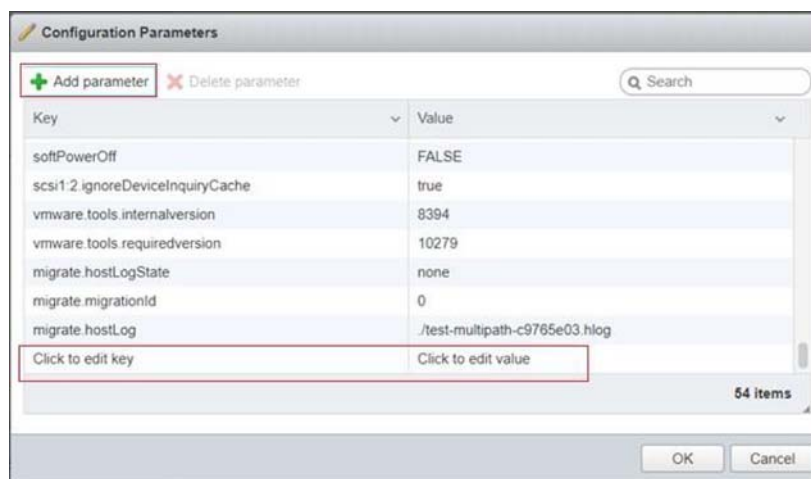 Configuration Parameters
Add parameter Delete parameter Search
Key Value
softPowerOff FALSE
scsi1:2.ignoreDeviceInquiryCache true
vmware.tools.internalversion 8394
vmware.tools.requiredversion 10279
migrate.hostLogState none
migrate.migrationId 0
migrate.hostLog ./test-multipath-c9765e03.hlog
Click to edit key Click to edit value
54 items
OK Cancel